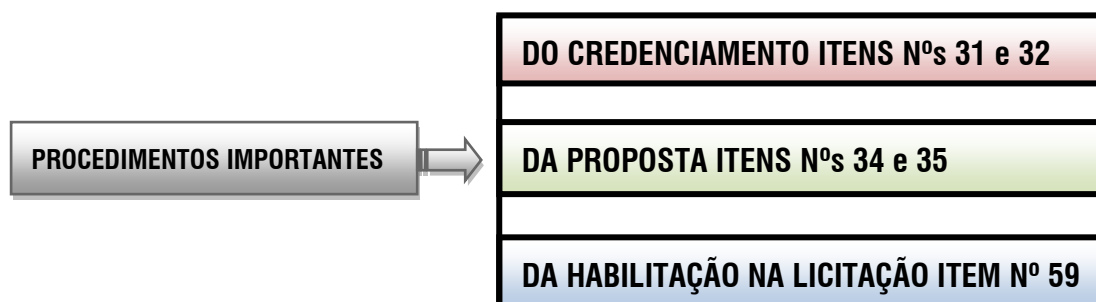 DO CREDENCIAMENTO ITENS Nºs 31 e 32
PROCEDIMENTOS IMPORTANTES
DA PROPOSTA ITENS Nºs 34 e 35
DA HABILITAÇÃO NA LICITAÇÃO ITEM Nº 59